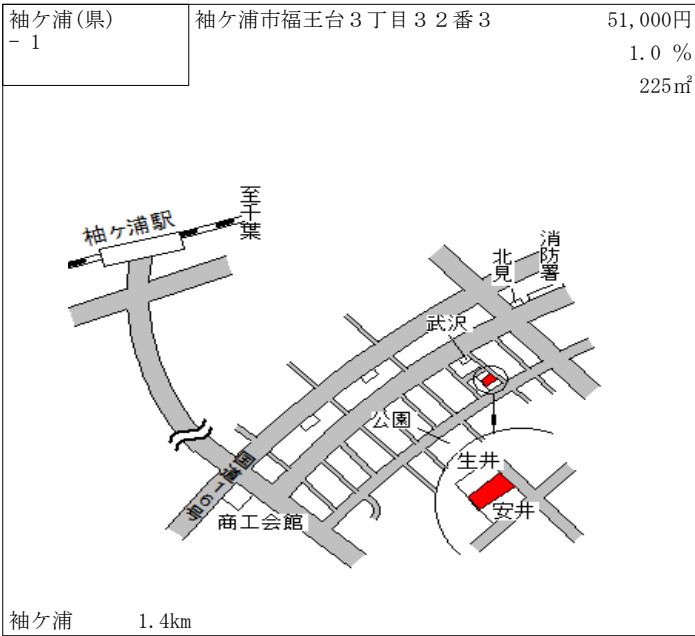 袖ケ浦(県)
- 1
袖ケ浦市福王台３丁目３２番３
51,000円
1.0 %
225㎡
至千葉
袖ヶ浦駅
消防署
北見
武沢
公園
生井
安井
国道１６号
商工会館
袖ケ浦 1.4km